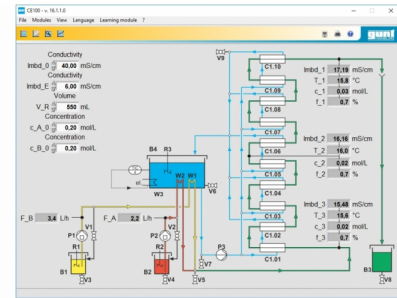 CE100 - v. 16.1.1.0
File Modules View Language Learning module ?
gunt
Conductivity
lmbd_0 40,00 mS/cm
Conductivity
lmbd_E 6,00 mS/cm
Volume
V_R 550 mL
Concentration
c_A_0 0,20 mol/L
Concentration
c_B_0 0,20 mol/L
F_B 3,4 L/h
F_A 2,2 L/h
B4 R3
W2 W1
W3
V6
V1
P1
R1
B1
V3
V2
P2
R2
B2
V4
V5
V7
P3
V9
C1.10
C1.09
C1.08
C1.07
C1.06
C1.05
C1.04
C1.03
C1.02
C1.01
lmbd_1 17,19 mS/cm
T_1 15,8 °C
c_1 0,03 mol/L
f_1 0,7 %
lmbd_2 16,16 mS/cm
T_2 16,0 °C
c_2 0,02 mol/L
f_2 0,7 %
lmbd_3 15,48 mS/cm
T_3 15,6 °C
c_3 0,02 mol/L
f_3 0,7 %
B3
V8